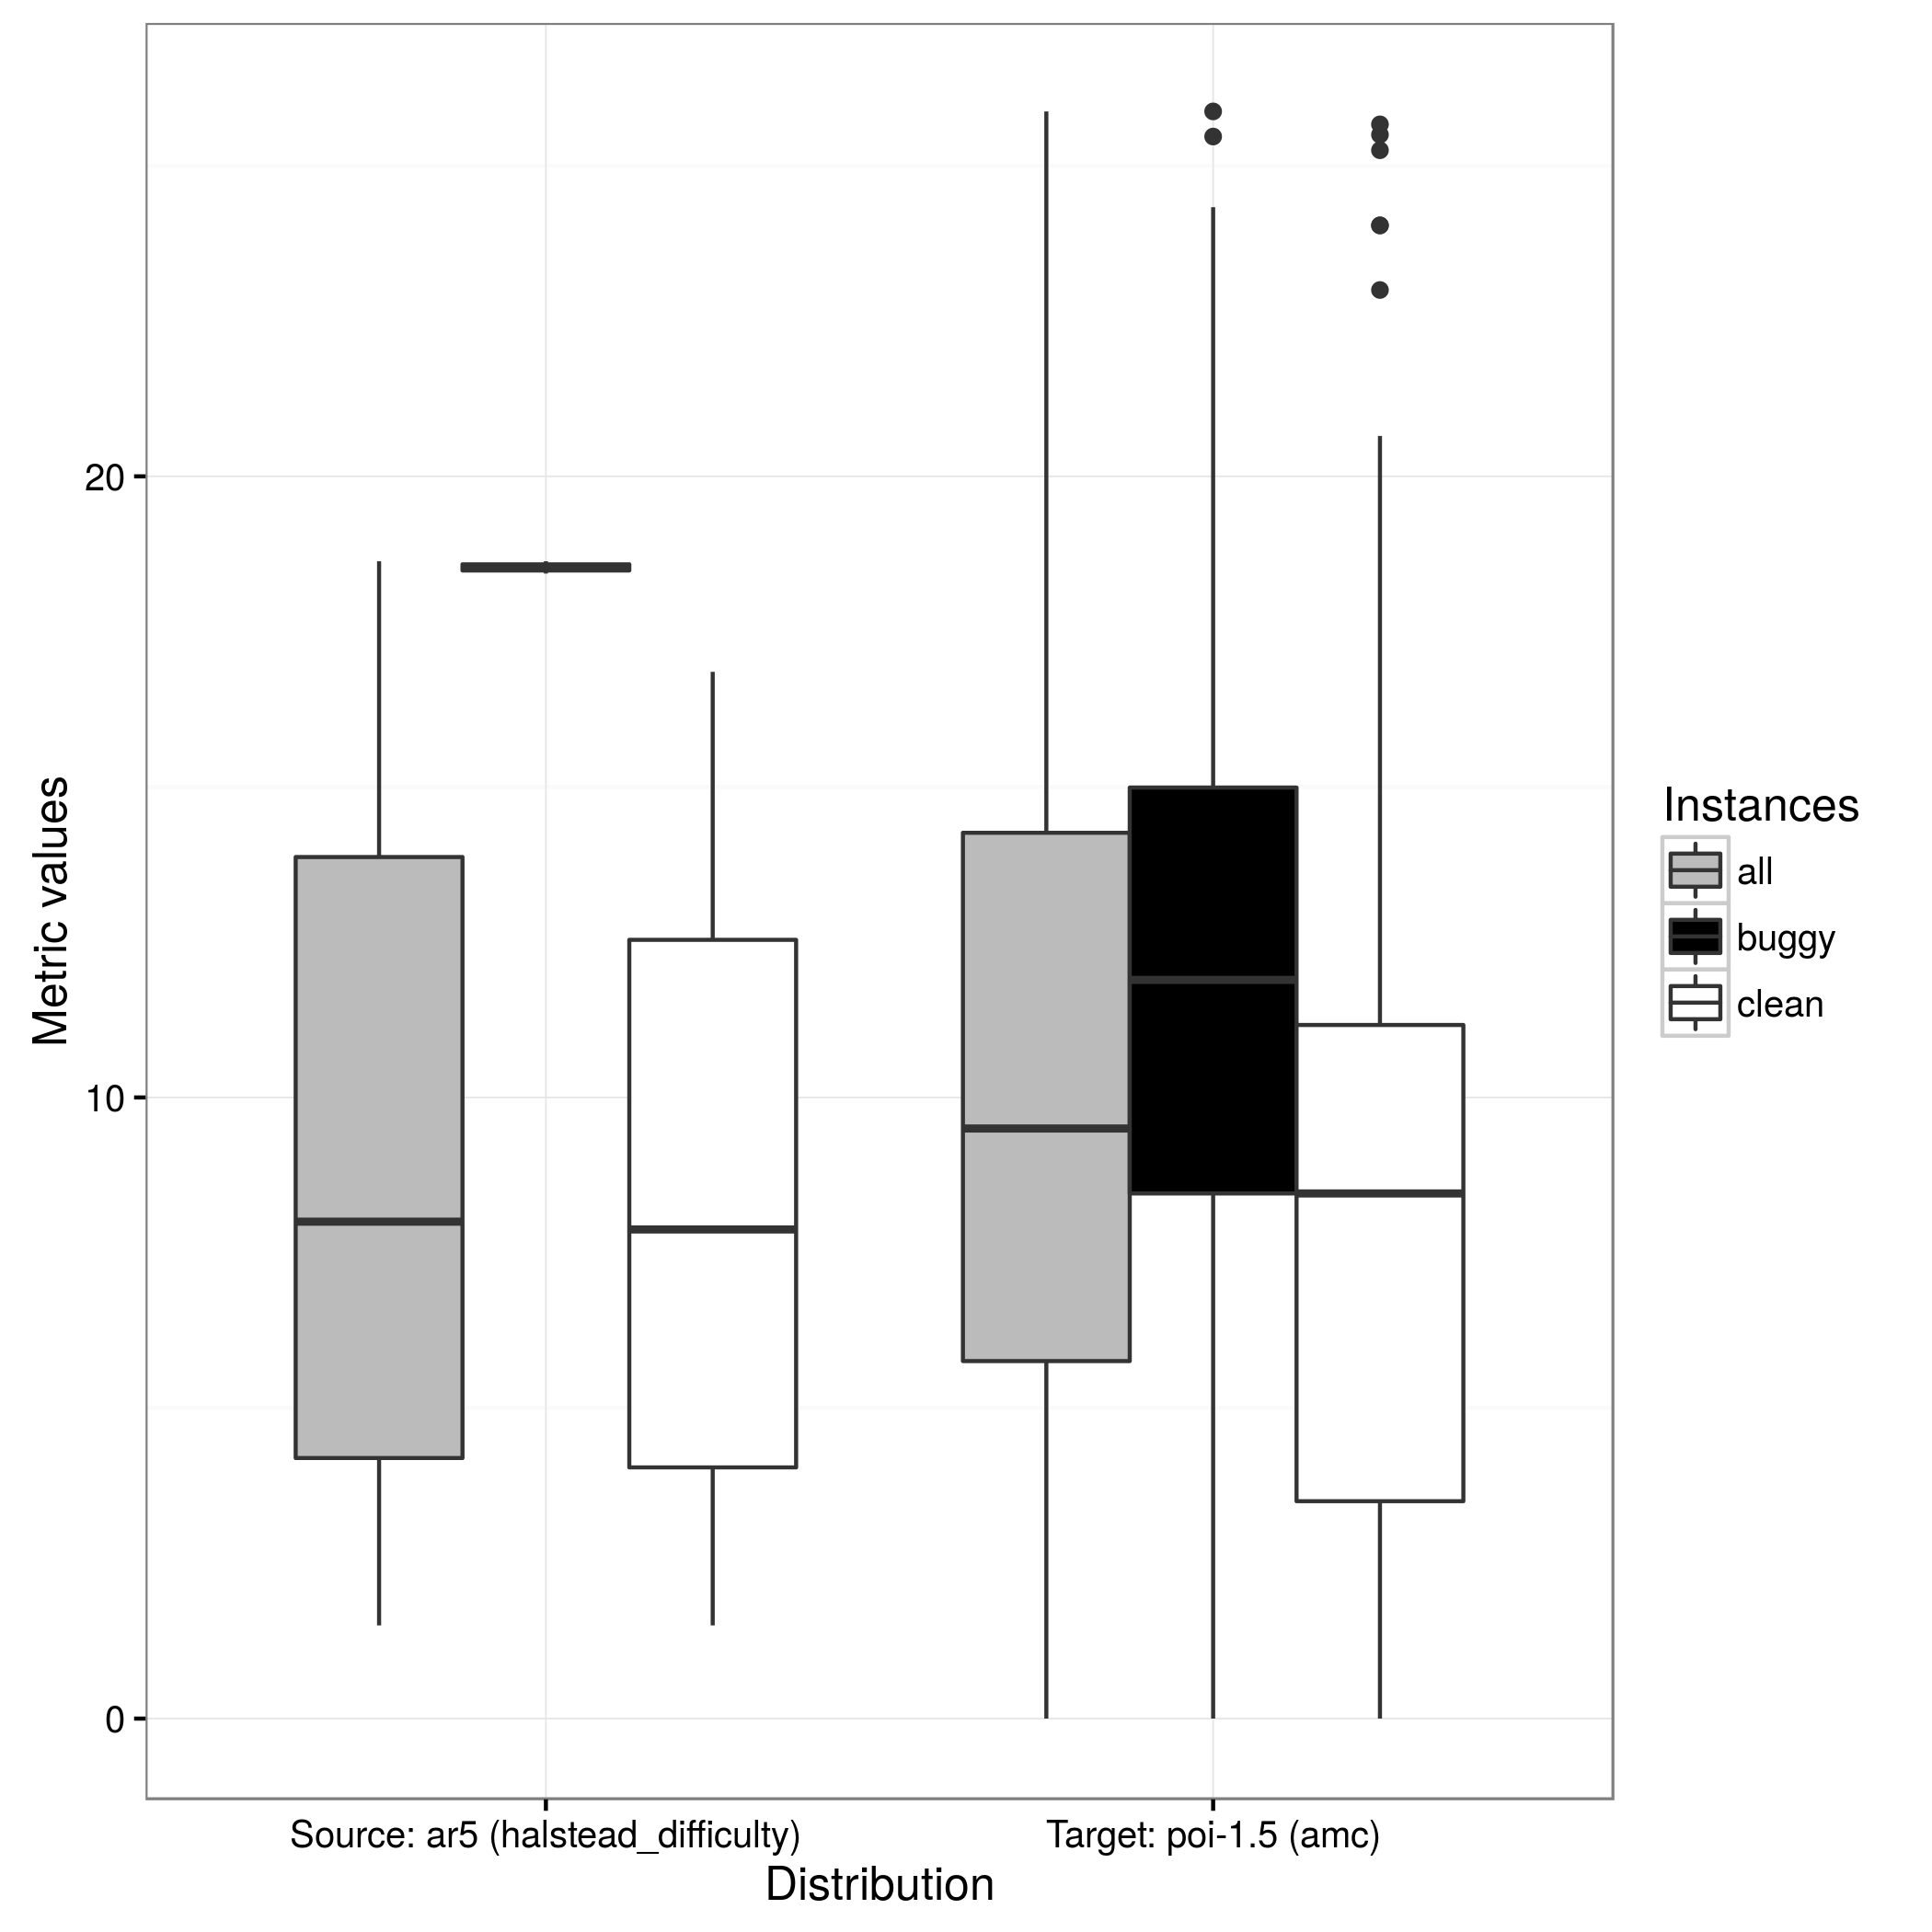 Metric values
20
10
0
Source: ar5 (halstead_difficulty)
Target: poi-1.5 (amc)
Distribution
Instances
all
buggy
clean